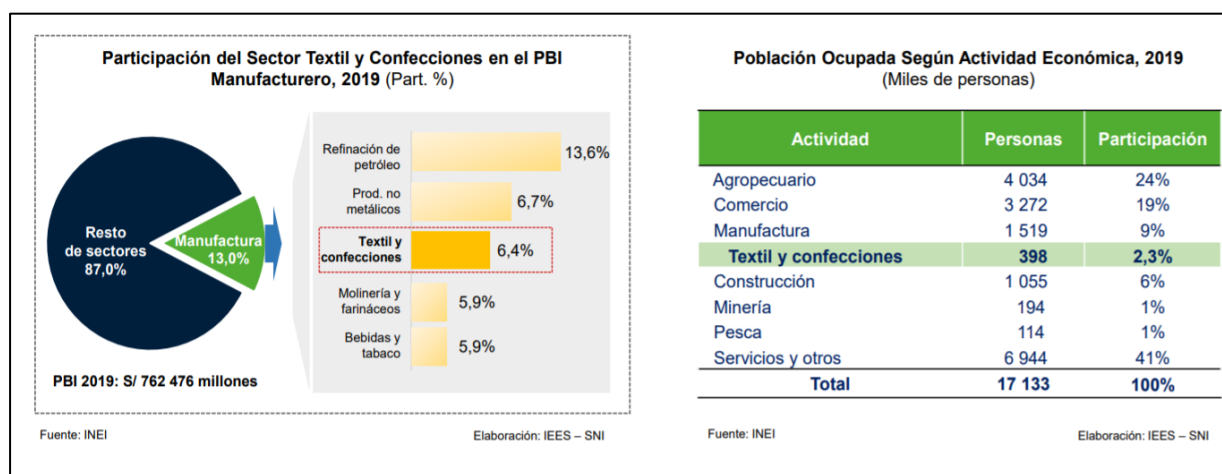 Participación del Sector Textil y Confecciones en el PBI
Manufacturero, 2019 (Part. %)
Resto
de sectores
87,0%
Manufactura
13,0%
Refinación de
petróleo
13,6%
Prod. no
metálicos
6,7%
Textil y
confecciones
6,4%
Molinería y
farináceos
5,9%
Bebidas y
tabaco
5,9%
PBI 2019: S/ 762 476 millones
Fuente: INEI
Elaboración: IEES – SNI
Población Ocupada Según Actividad Económica, 2019
(Miles de personas)
Actividad Personas Participación
Agropecuario 4 034 24%
Comercio 3 272 19%
Manufactura 1 519 9%
Textil y confecciones 398 2,3%
Construcción 1 055 6%
Minería 194 1%
Pesca 114 1%
Servicios y otros 6 944 41%
Total 17 133 100%
Fuente: INEI
Elaboración: IEES – SNI